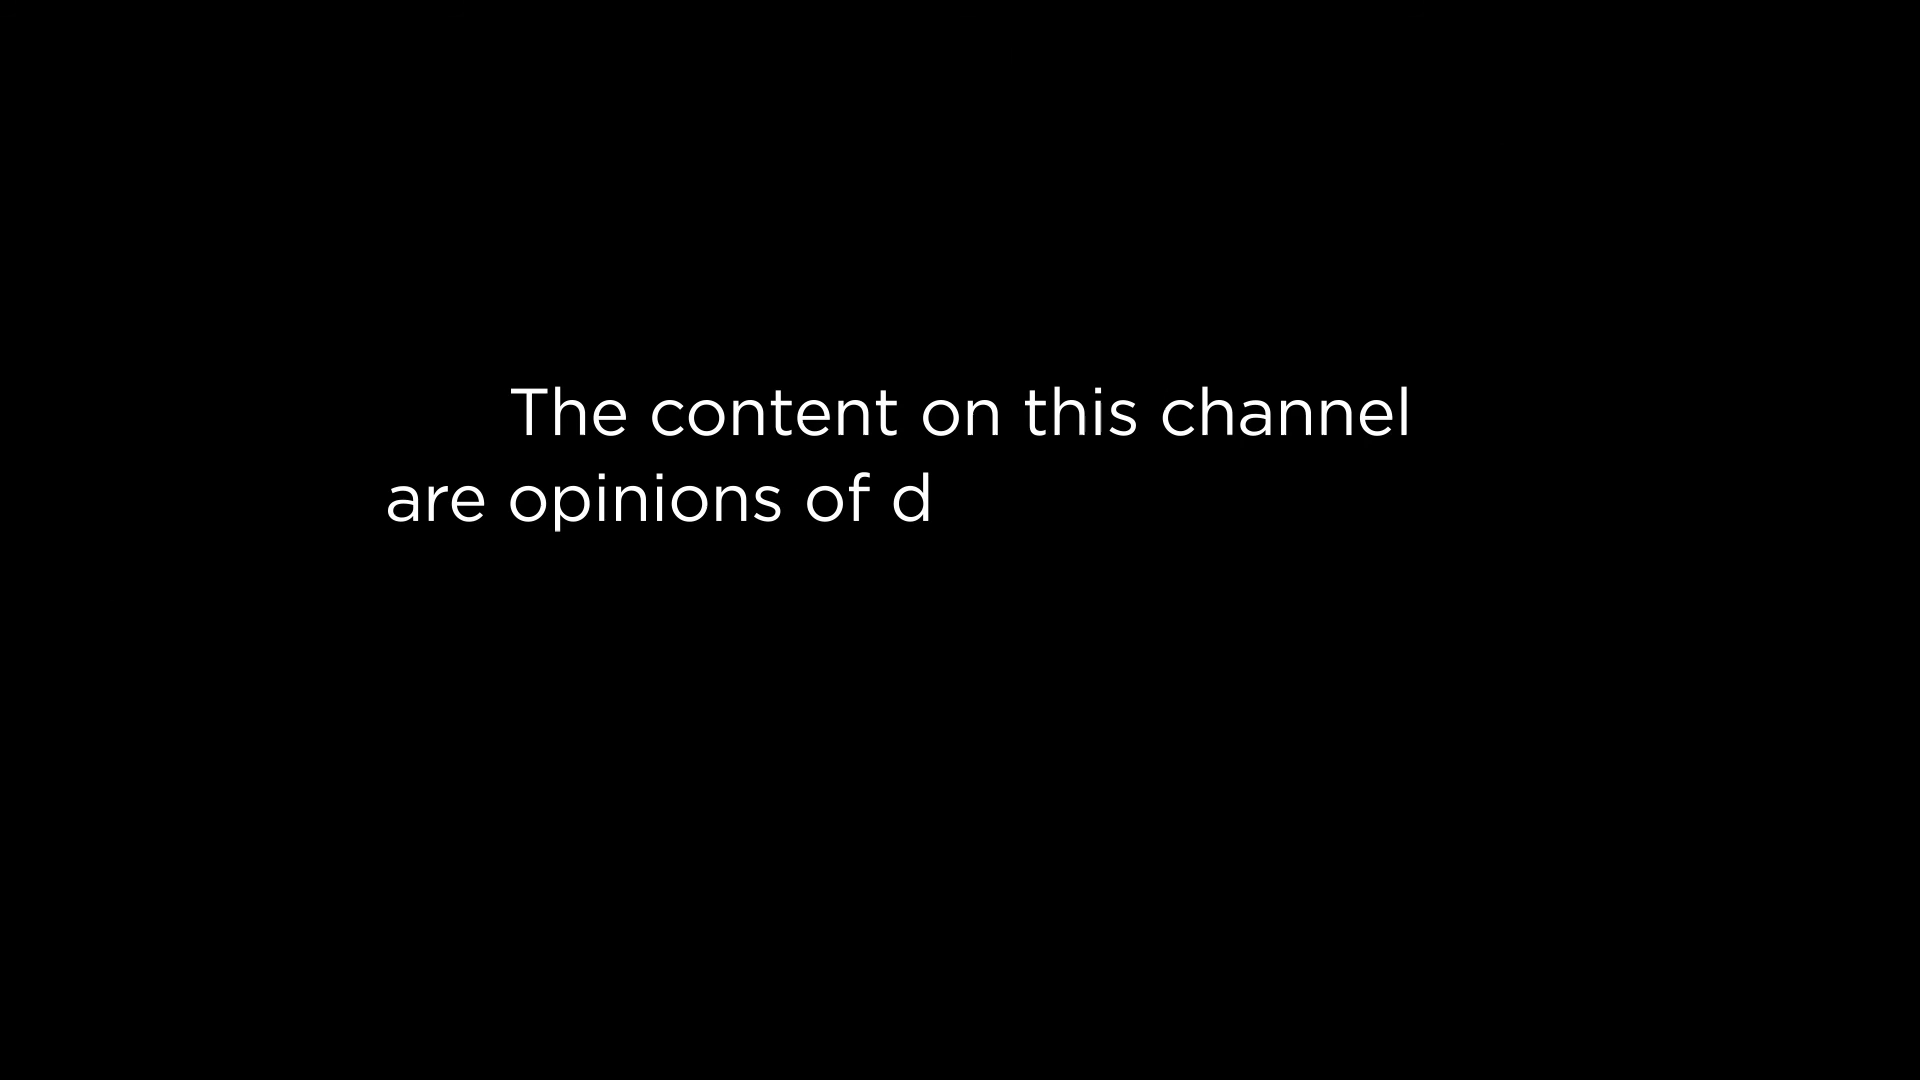 The content on this channel
are opinions of d